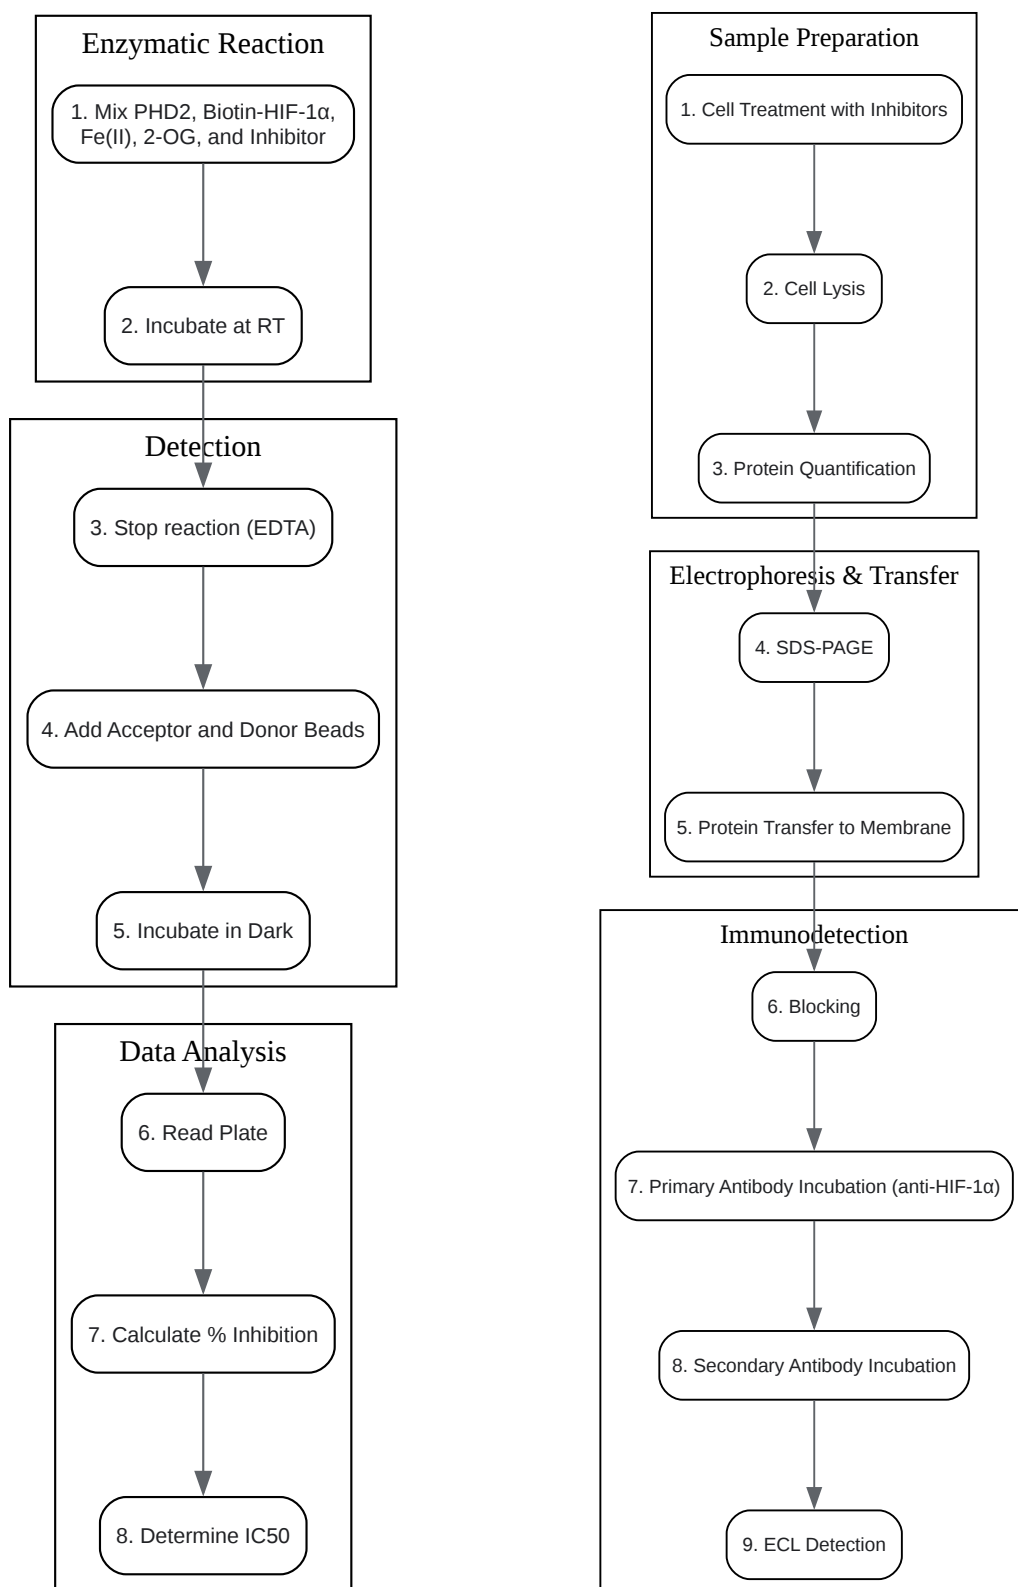 Enzymatic Reaction
1. Mix PHD2, Biotin-HIF-1α,
Fe(II), 2-OG, and Inhibitor
2. Incubate at RT
Detection
3. Stop reaction (EDTA)
4. Add Acceptor and Donor Beads
5. Incubate in Dark
Data Analysis
6. Read Plate
7. Calculate % Inhibition
8. Determine IC50
Sample Preparation
1. Cell Treatment with Inhibitors
2. Cell Lysis
3. Protein Quantification
Electrophoresis & Transfer
4. SDS-PAGE
5. Protein Transfer to Membrane
Immunodetection
6. Blocking
7. Primary Antibody Incubation (anti-HIF-1α)
8. Secondary Antibody Incubation
9. ECL Detection